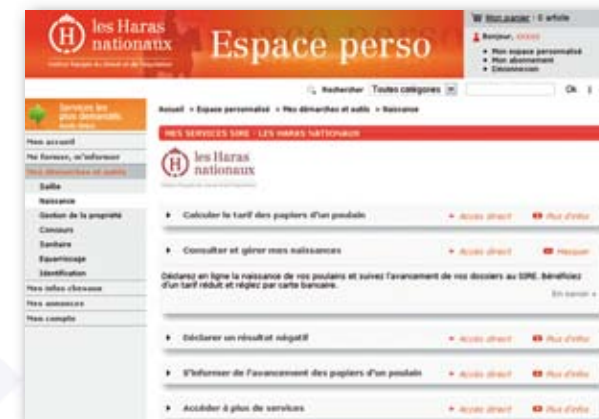 les Haras
nationaux
Espace perso
Mon panier : 0 article
Bonjour,
Mon espace personnalisé
Mon abonnement
Déconnexion
Rechercher Toutes catégories Ok
Services les
plus demandés
Accueil » Espace personnalisé » Mes démarches et outils » Naissance
MES SERVICES SIRE - LES HARAS NATIONAUX
les Haras
nationaux
Mon accueil
Me former, m'informer
Mes démarches et outils
Saillie
Naissance
Gestion de la propriété
Concours
Sanitaire
Equarrissage
Identification
Mes infos chevaux
Mes annonces
Mon compte
Calculer le tarif des papiers d'un poulain Accès direct Plus d'infos
Consulter et gérer mes naissances Accès direct Masquer
Déclarez en ligne la naissance de vos poulains et suivez l'avancement de vos dossiers au SIRE. Bénéficiez
d'un tarif réduit et réglez par carte bancaire.
En savoir +
Déclarer un résultat négatif Accès direct Plus d'infos
S'informer de l'avancement des papiers d'un poulain Accès direct Plus d'infos
Accéder à plus de services Accès direct Plus d'infos